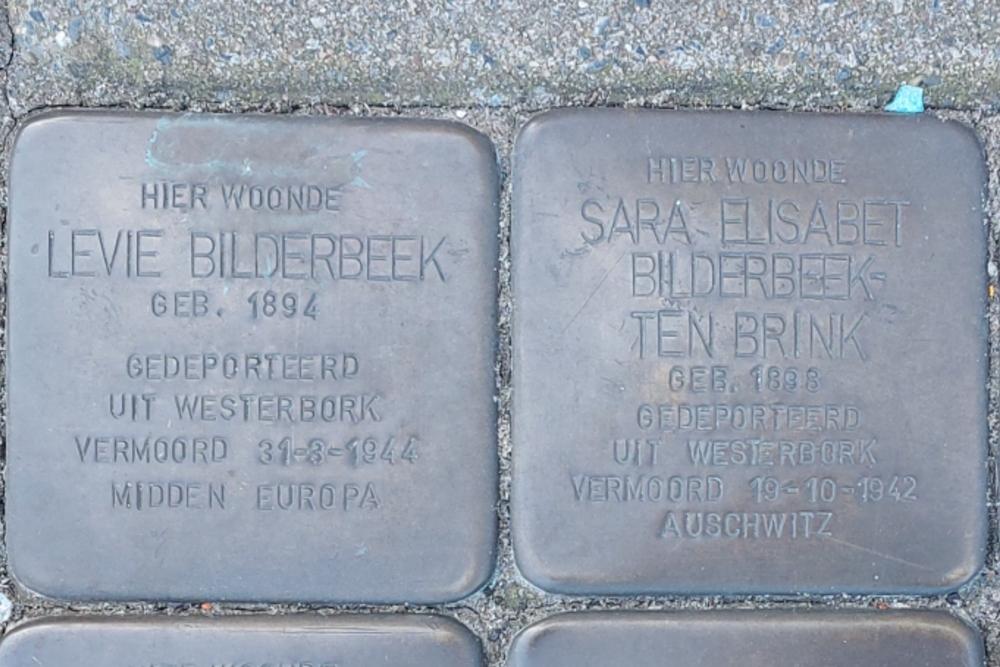 HIER WOONDE
LEVIE BILDERBEEK
GEB. 1894
GEDEPORTEERD
UIT WESTERBORK
VERMOORD 31-3-1944
MIDDEN EUROPA
HIER WOONDE
SARA ELISABET
BILDERBEEK-
TEN BRINK
GEB. 1898
GEDEPORTEERD
UIT WESTERBORK
VERMOORD 19-10-1942
AUSCHWITZ